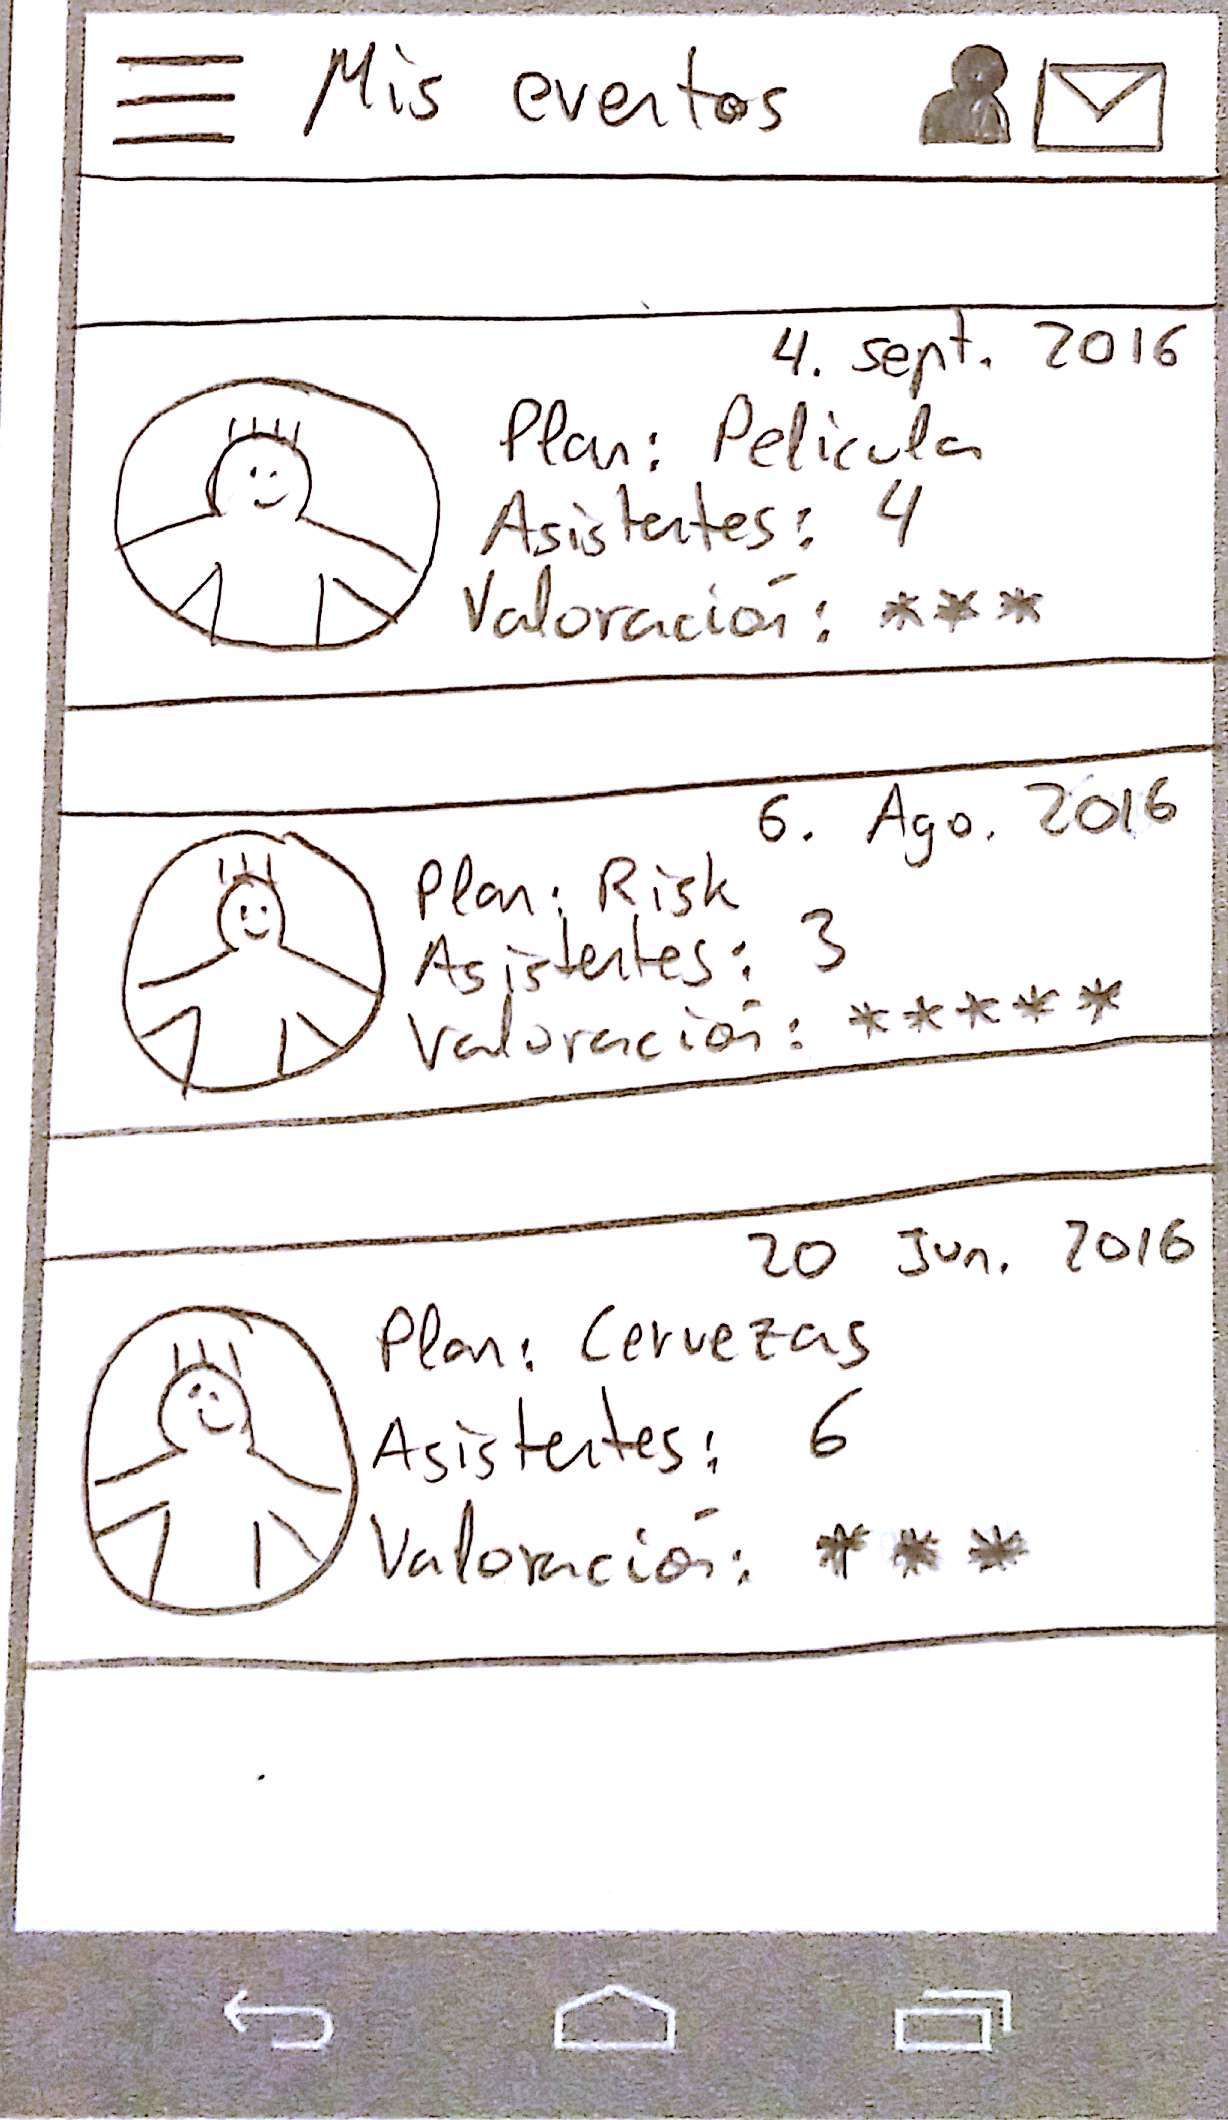 Mis eventos
4. sept. 2016
Plan: Pelicula
Asistentes: 4
Valoración: ***
6. Ago. 2016
Plan: Risk
Asistentes: 3
Valoración: *****
20 Jun. 2016
Plan: Cervezas
Asistentes: 6
Valoración: ***